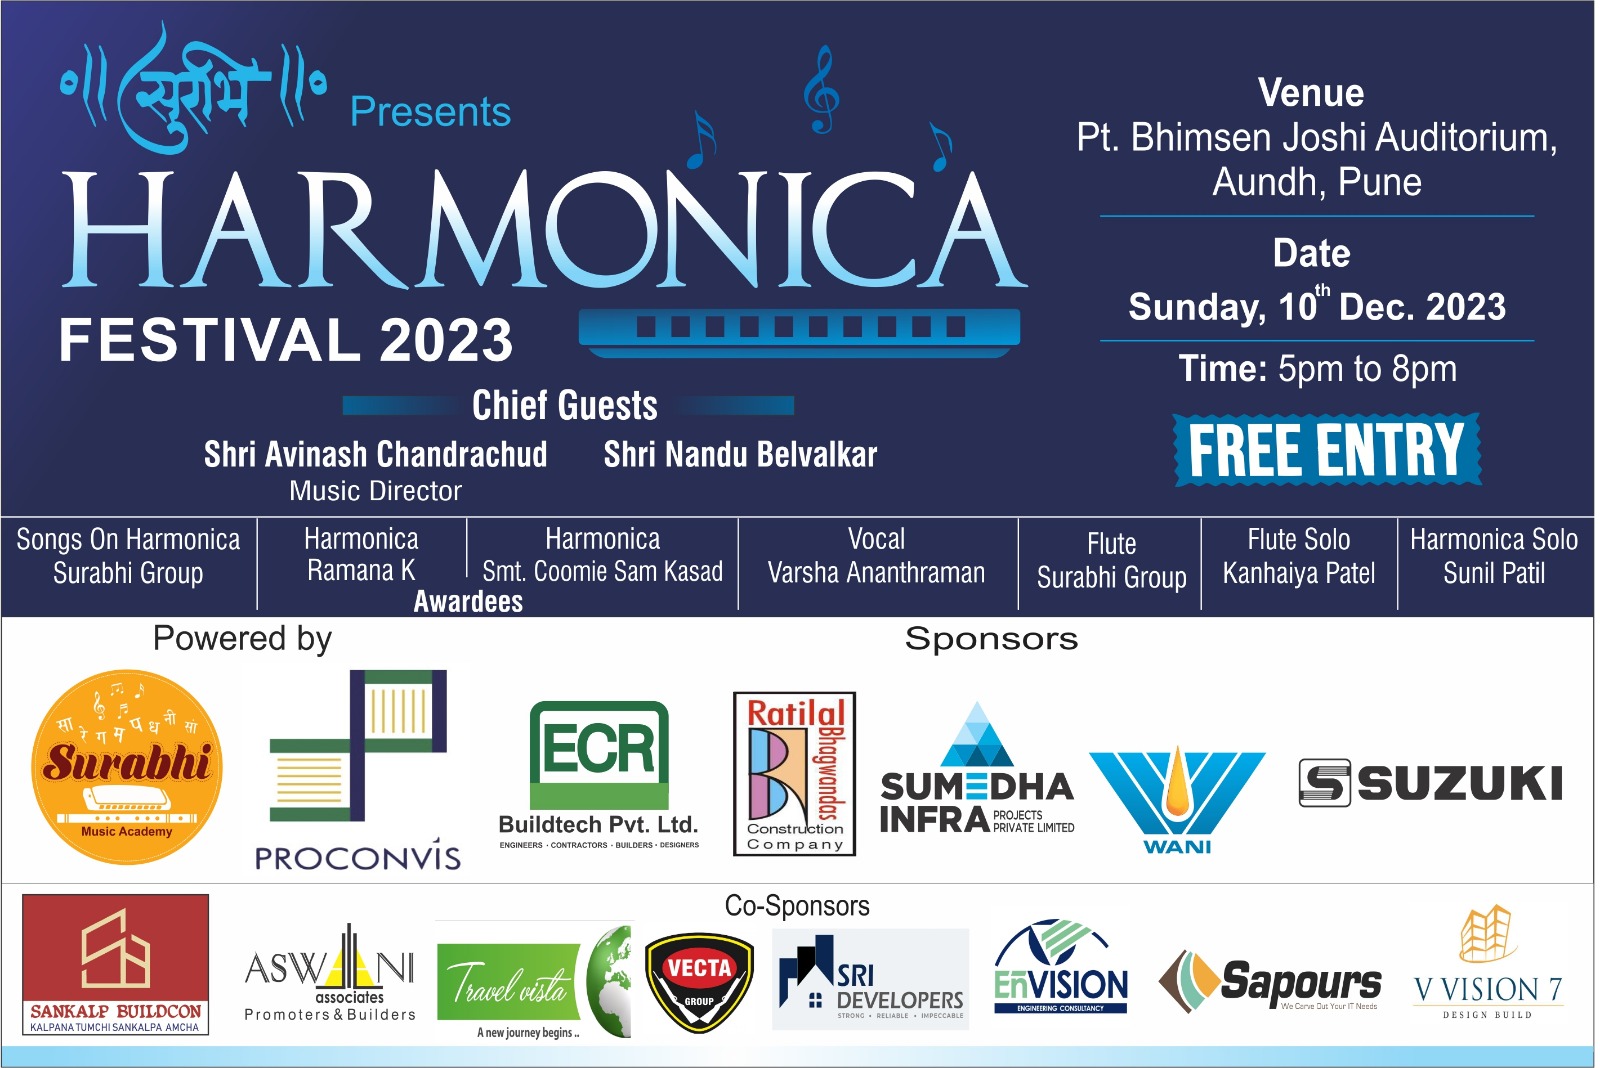 सुरभि
Presents
HARMONICA
FESTIVAL 2023
Chief Guests
Shri Avinash Chandrachud
Music Director
Shri Nandu Belvalkar
Venue
Pt. Bhimsen Joshi Auditorium,
Aundh, Pune
Date
Sunday, 10th Dec. 2023
Time: 5pm to 8pm
FREE ENTRY
Songs On Harmonica
Surabhi Group
Harmonica
Ramana K
Harmonica
Smt. Coomie Sam Kasad
Awardees
Vocal
Varsha Ananthraman
Flute
Surabhi Group
Flute Solo
Kanhaiya Patel
Harmonica Solo
Sunil Patil
Powered by
सा रे ग म प ध नी सां
Surabhi
Music Academy
PROCONVIS
Sponsors
ECR
Buildtech Pvt. Ltd.
ENGINEERS · CONTRACTORS · BUILDERS · DESIGNERS
Ratilal
Bhagwandas
Construction
Company
SUMEDHA
INFRA PROJECTS
PRIVATE LIMITED
WANI
SUZUKI
Co-Sponsors
SANKALP BUILDCON
KALPANA TUMCHI SANKALPA AMCHA
ASWANI
associates
Promoters & Builders
Travel vista
A new journey begins ..
VECTA
GROUP
SRI
DEVELOPERS
STRONG • RELIABLE • IMPECCABLE
EnVISION
ENGINEERING CONSULTANCY
Sapours
We Carve Out Your IT Needs
V VISION 7
DESIGN BUILD